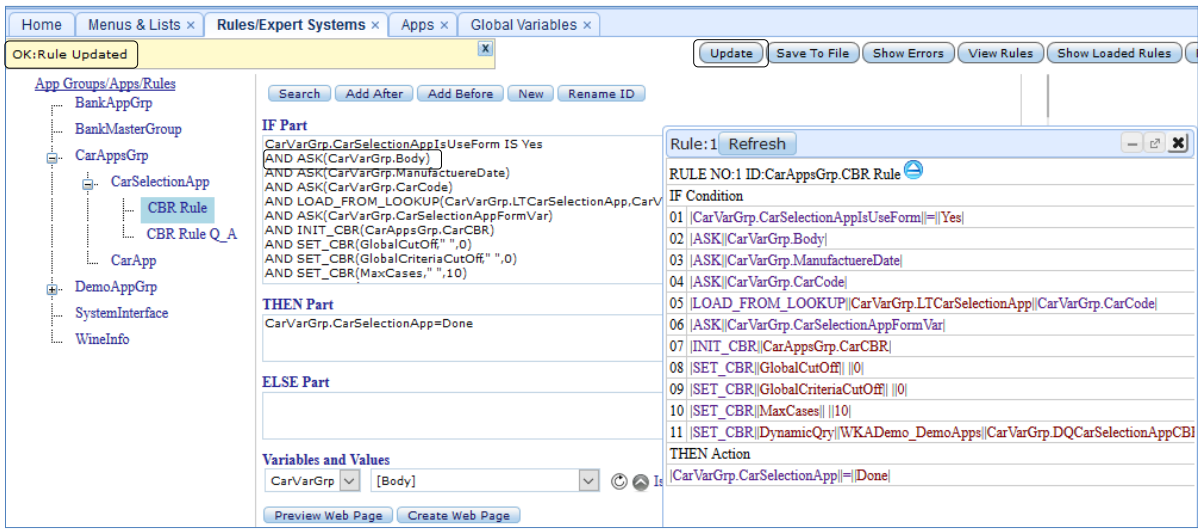 Home
Menus & Lists ×
Rules/Expert Systems ×
Apps ×
Global Variables ×
OK:Rule Updated
x
Update
Save To File
Show Errors
View Rules
Show Loaded Rules
App Groups/Apps/Rules
BankAppGrp
BankMasterGroup
CarAppsGrp
CarSelectionApp
CBR Rule
CBR Rule Q_A
CarApp
DemoAppGrp
SystemInterface
WineInfo
Search
Add After
Add Before
New
Rename ID
IF Part
CarVarGrp.CarSelectionAppIsUseForm IS Yes
AND ASK(CarVarGrp.Body)
AND ASK(CarVarGrp.ManufactuereDate)
AND ASK(CarVarGrp.CarCode)
AND LOAD_FROM_LOOKUP(CarVarGrp.LTCarSelectionApp,CarV
AND ASK(CarVarGrp.CarSelectionAppFormVar)
AND INIT_CBR(CarAppsGrp.CarCBR)
AND SET_CBR(GlobalCutOff," ",0)
AND SET_CBR(GlobalCriteriaCutOff," ",0)
AND SET_CBR(MaxCases," ",10)
THEN Part
CarVarGrp.CarSelectionApp=Done
ELSE Part
Variables and Values
CarVarGrp
[Body]
Is
Preview Web Page
Create Web Page
Rule:1 Refresh
RULE NO:1 ID:CarAppsGrp.CBR Rule
IF Condition
01 |CarVarGrp.CarSelectionAppIsUseForm||=||Yes|
02 |ASK||CarVarGrp.Body|
03 |ASK||CarVarGrp.ManufactuereDate|
04 |ASK||CarVarGrp.CarCode|
05 |LOAD_FROM_LOOKUP||CarVarGrp.LTCarSelectionApp||CarVarGrp.CarCode|
06 |ASK||CarVarGrp.CarSelectionAppFormVar|
07 |INIT_CBR||CarAppsGrp.CarCBR|
08 |SET_CBR||GlobalCutOff|| ||0|
09 |SET_CBR||GlobalCriteriaCutOff|| ||0|
10 |SET_CBR||MaxCases|| ||10|
11 |SET_CBR||DynamicQry||WKADemo_DemoApps||CarVarGrp.DQCarSelectionAppCBI
THEN Action
|CarVarGrp.CarSelectionApp||=||Done|